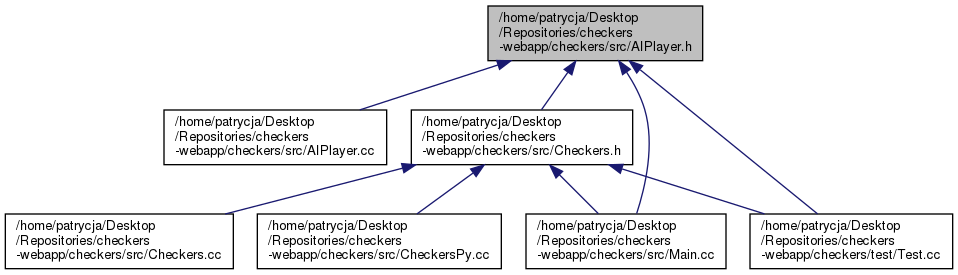 /home/patrycja/Desktop
/Repositories/checkers
-webapp/checkers/src/AIPlayer.h
/home/patrycja/Desktop
/Repositories/checkers
-webapp/checkers/src/AIPlayer.cc
/home/patrycja/Desktop
/Repositories/checkers
-webapp/checkers/src/Checkers.h
/home/patrycja/Desktop
/Repositories/checkers
-webapp/checkers/src/Checkers.cc
/home/patrycja/Desktop
/Repositories/checkers
-webapp/checkers/src/CheckersPy.cc
/home/patrycja/Desktop
/Repositories/checkers
-webapp/checkers/src/Main.cc
/home/patrycja/Desktop
/Repositories/checkers
-webapp/checkers/test/Test.cc